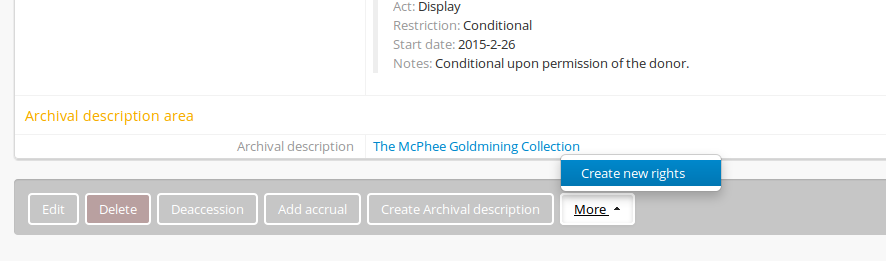 Act: Display
Restriction: Conditional
Start date: 2015-2-26
Notes: Conditional upon permission of the donor.
Archival description area
Archival description The McPhee Goldmining Collection
Create new rights
Edit Delete Deaccession Add accrual Create Archival description More